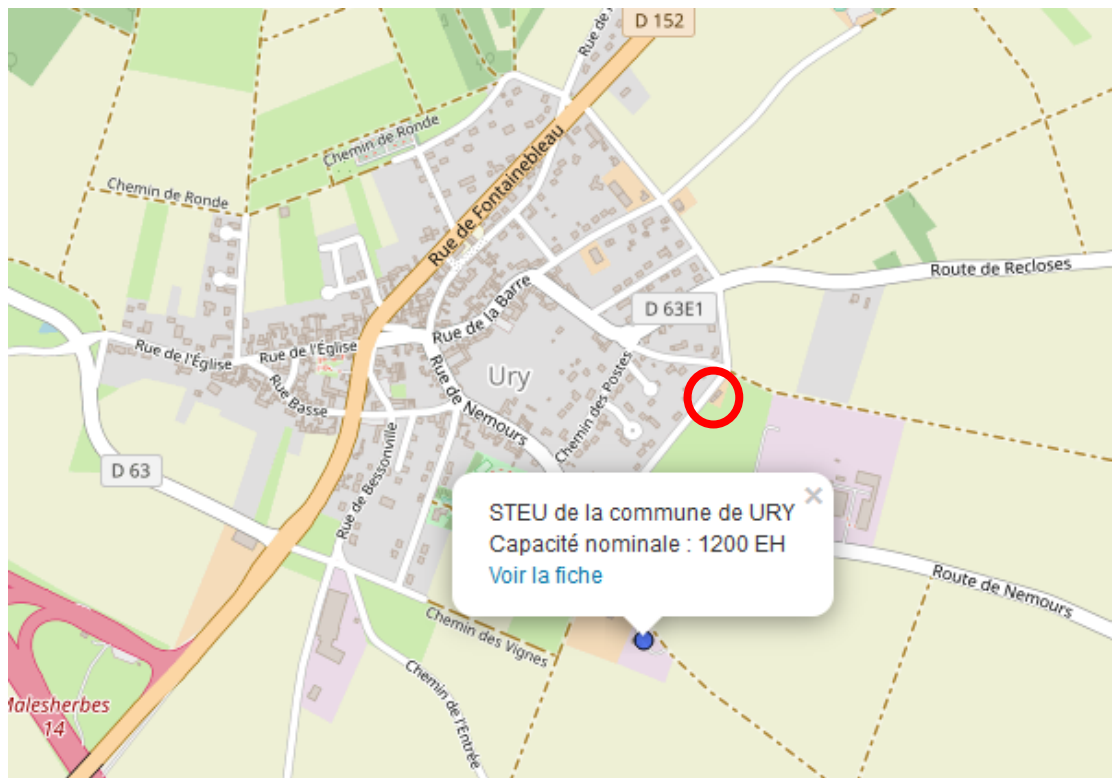 D 152
Rue de
Chemin de Ronde
Rue de Fontainebleau
Chemin de Ronde
Route de Recloses
D 63E1
Rue de la Barre
Rue de l'Église
Rue de l'Église
Ury
Rue Basse
Rue de Nemours
Chemin des Postes
D 63
Rue de Bessonville
STEU de la commune de URY
×
Capacité nominale : 1200 EH
Voir la fiche
Route de Nemours
Chemin des Vignes
Chemin de l'Entrée
Malesherbes
14